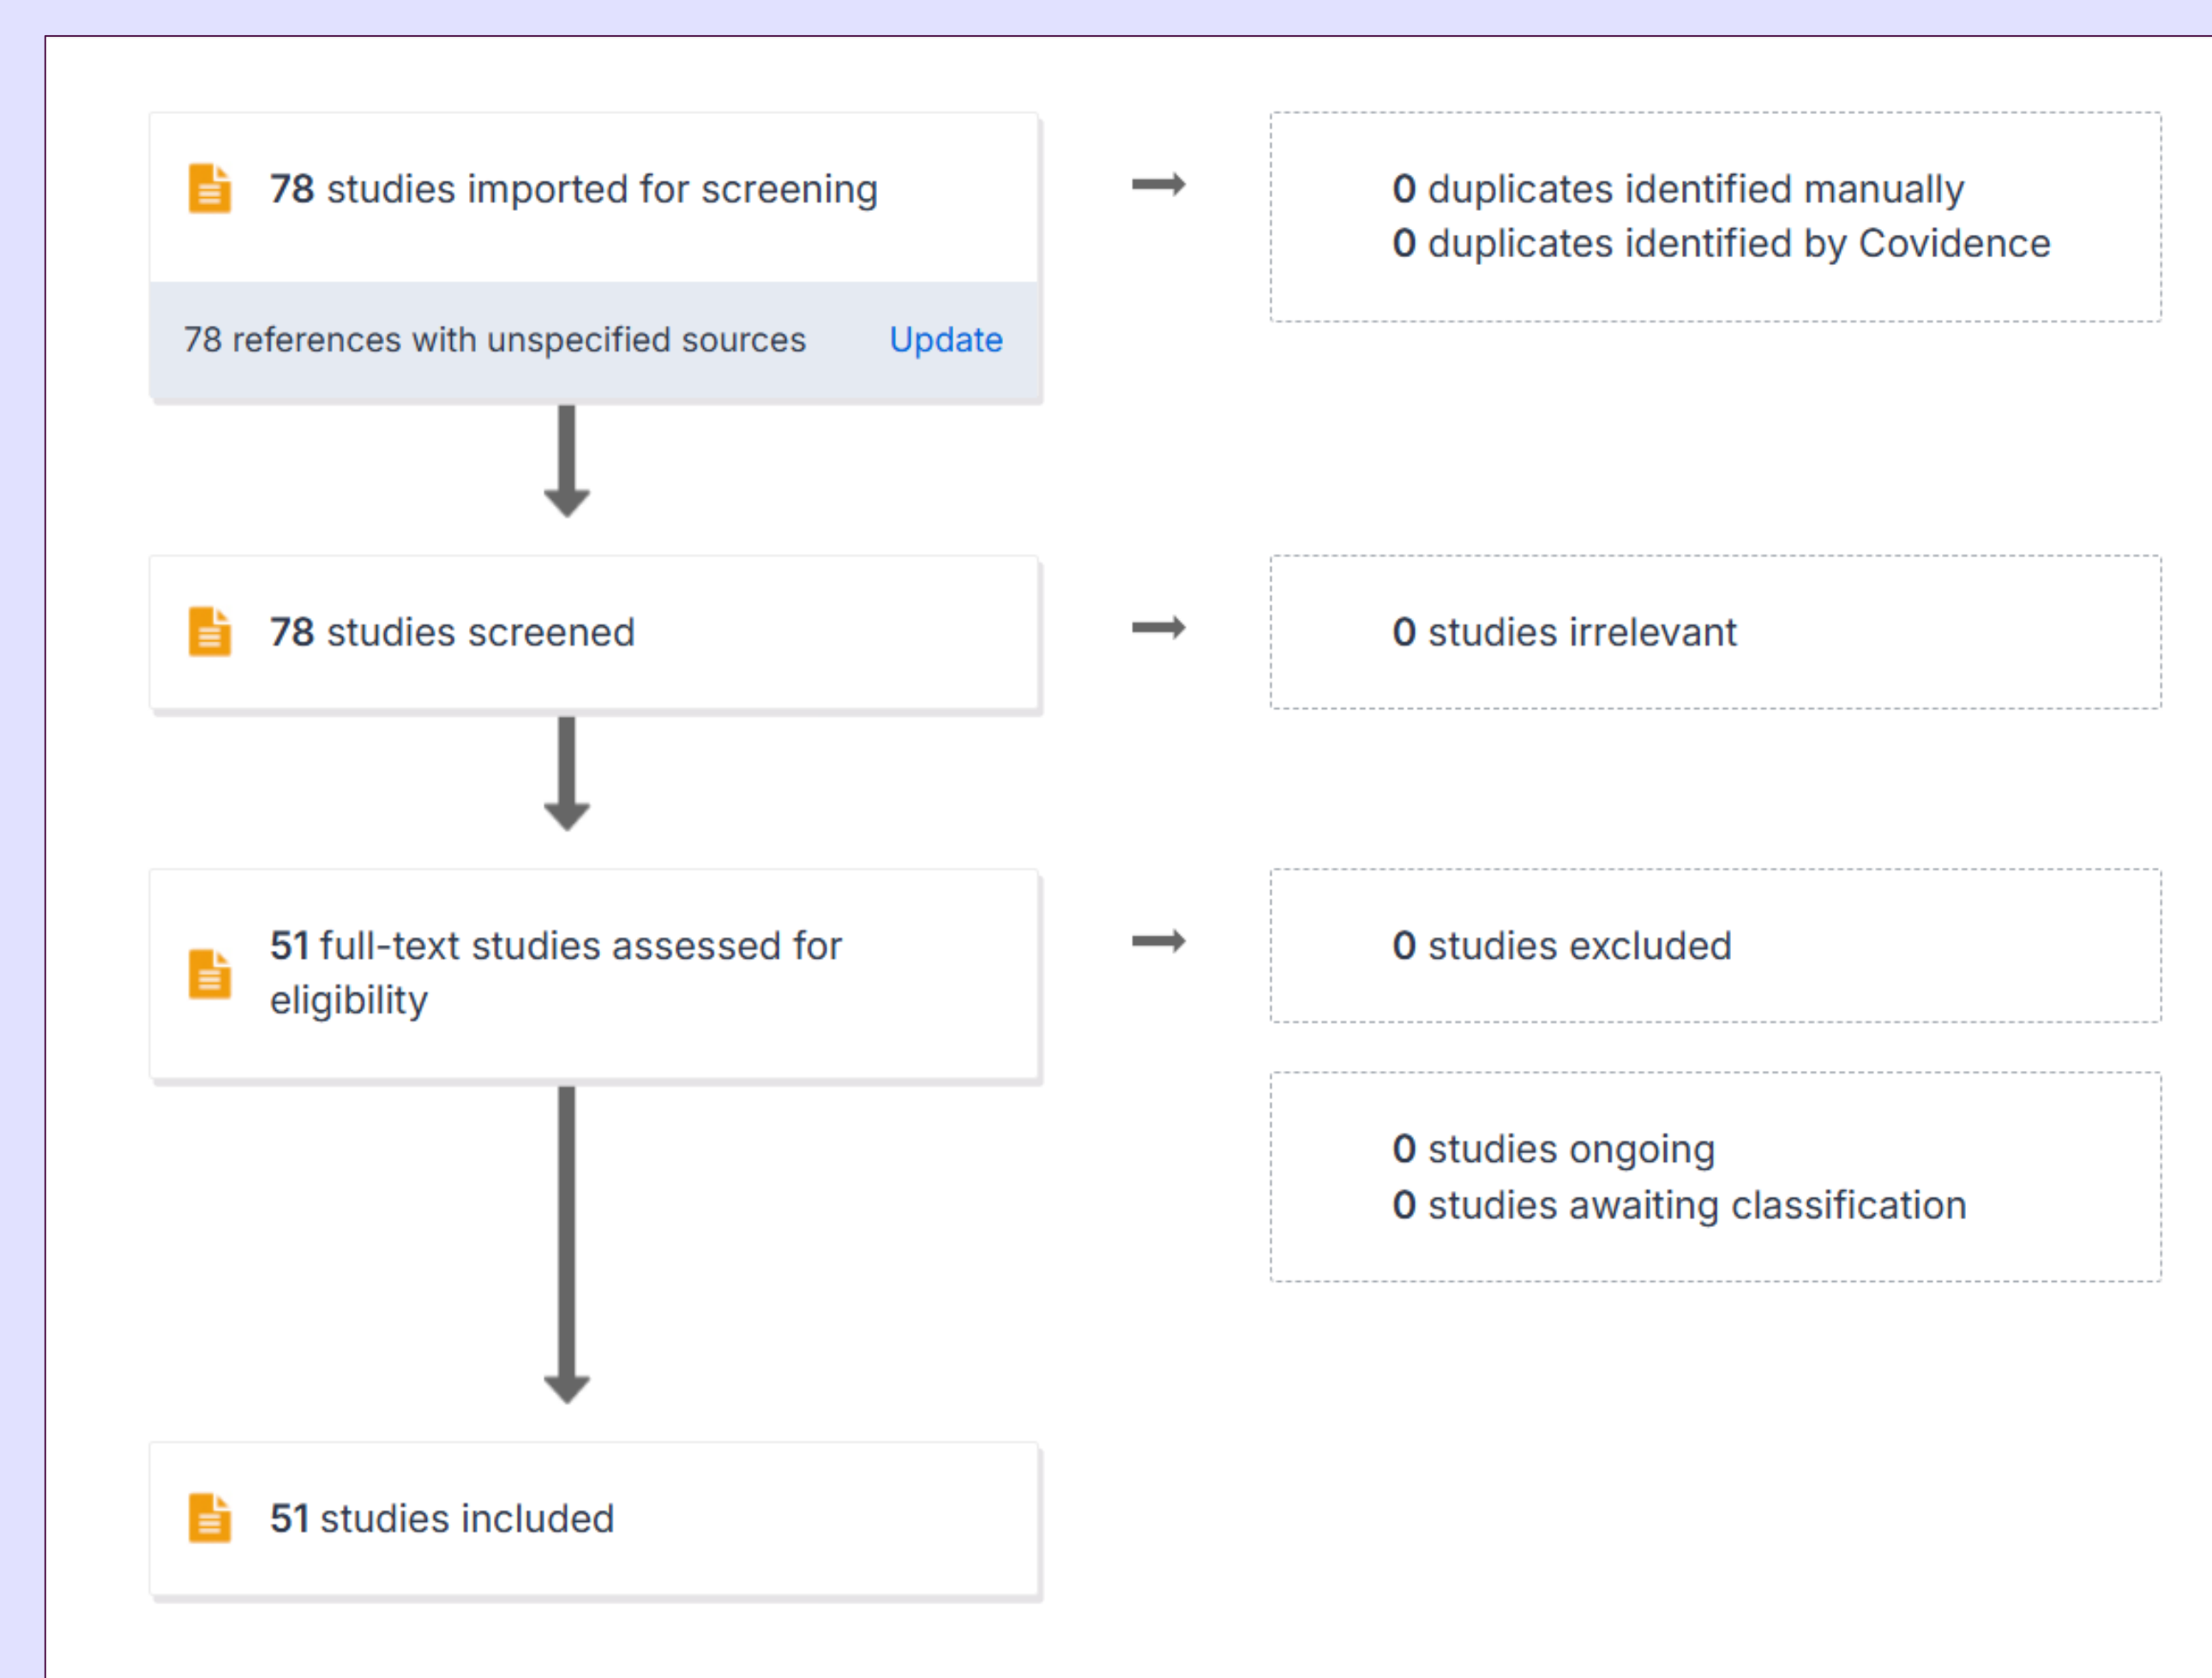 78 studies imported for screening
0 duplicates identified manually
0 duplicates identified by Covidence
78 references with unspecified sources
Update
78 studies screened
0 studies irrelevant
51 full-text studies assessed for
eligibility
0 studies excluded
0 studies ongoing
0 studies awaiting classification
51 studies included